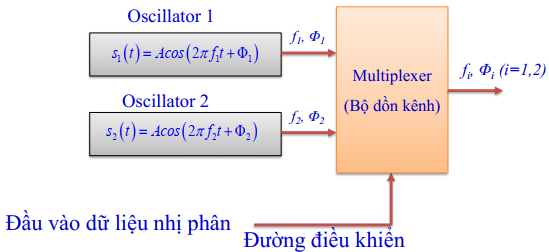 Oscillator 1
s₁(t) = Acos(2πf₁t+Φ₁)
f₁, Φ₁
Oscillator 2
s₂(t) = Acos(2πf₂t+Φ₂)
f₂, Φ₂
Multiplexer
(Bộ dồn kênh)
fᵢ, Φᵢ (i=1,2)
Đầu vào dữ liệu nhị phân
Đường điều khiển